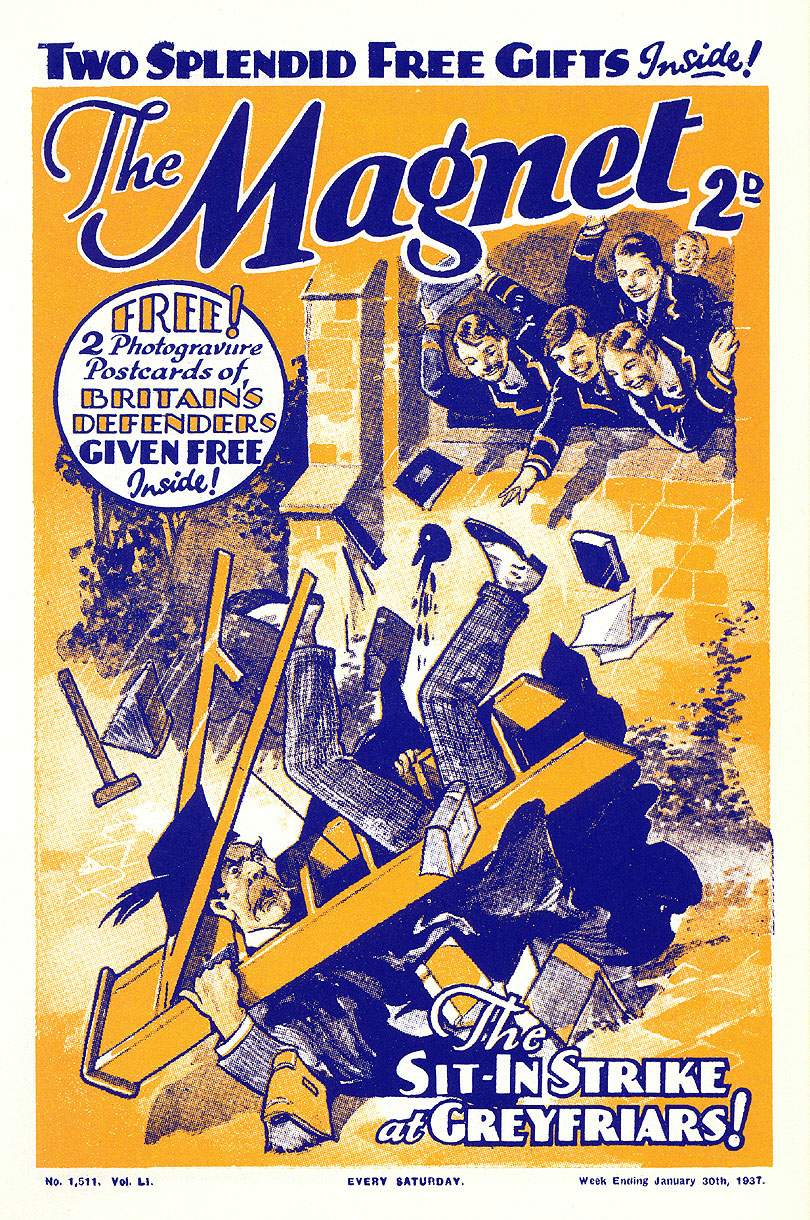 TWO SPLENDID FREE GIFTS Inside!
The Magnet 2D
FREE!
2 Photogravure
Postcards of
BRITAIN'S
DEFENDERS
GIVEN FREE
Inside!
The
SIT-IN STRIKE
at GREYFRIARS!
No. 1,511. Vol. LI.
EVERY SATURDAY.
Week Ending January 30th, 1937.